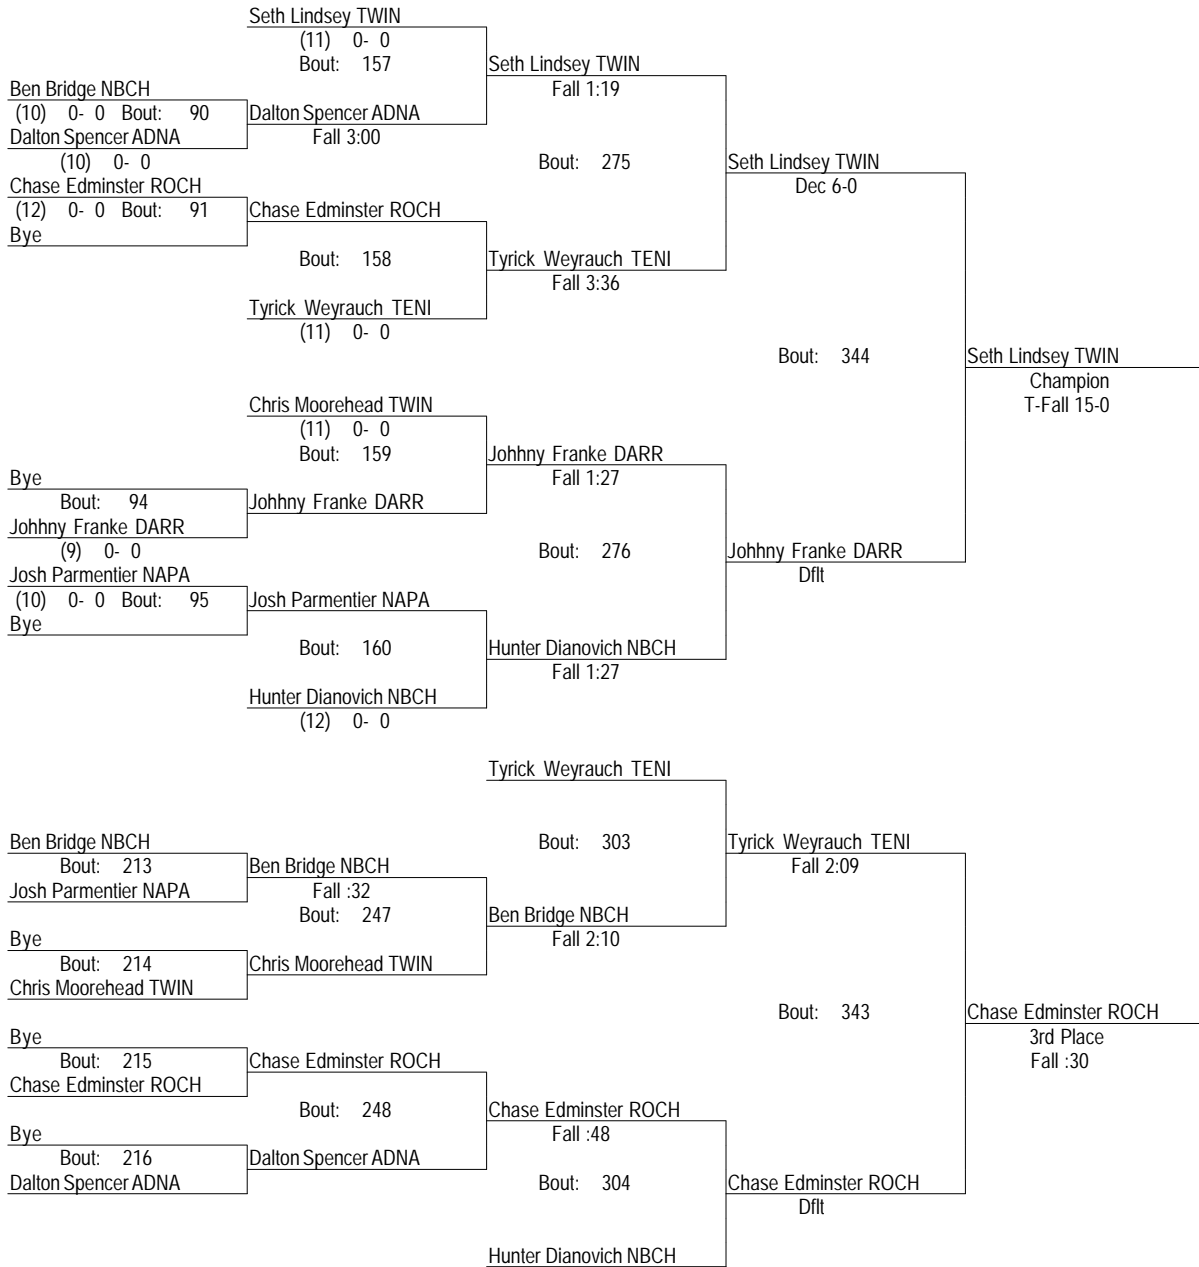 Seth Lindsey TWIN
(11) 0- 0
Bout: 157
Seth Lindsey TWIN
Fall 1:19
Ben Bridge NBCH
(10) 0- 0 Bout: 90
Dalton Spencer ADNA
Dalton Spencer ADNA
Fall 3:00
(10) 0- 0
Bout: 275
Seth Lindsey TWIN
Dec 6-0
Chase Edminster ROCH
(12) 0- 0 Bout: 91
Chase Edminster ROCH
Bye
Bout: 158
Tyrick Weyrauch TENI
Fall 3:36
Tyrick Weyrauch TENI
(11) 0- 0
Bout: 344
Seth Lindsey TWIN
Champion
T-Fall 15-0
Chris Moorehead TWIN
(11) 0- 0
Bout: 159
Johhny Franke DARR
Fall 1:27
Bye
Bout: 94
Johhny Franke DARR
Johhny Franke DARR
(9) 0- 0
Bout: 276
Johhny Franke DARR
Dflt
Josh Parmentier NAPA
(10) 0- 0 Bout: 95
Josh Parmentier NAPA
Bye
Bout: 160
Hunter Dianovich NBCH
Fall 1:27
Hunter Dianovich NBCH
(12) 0- 0
Tyrick Weyrauch TENI
Ben Bridge NBCH
Bout: 213
Josh Parmentier NAPA
Ben Bridge NBCH
Fall :32
Bout: 303
Tyrick Weyrauch TENI
Fall 2:09
Bout: 247
Ben Bridge NBCH
Fall 2:10
Bye
Bout: 214
Chris Moorehead TWIN
Chris Moorehead TWIN
Bout: 343
Chase Edminster ROCH
3rd Place
Fall :30
Bye
Bout: 215
Chase Edminster ROCH
Chase Edminster ROCH
Bout: 248
Chase Edminster ROCH
Fall :48
Bye
Bout: 216
Dalton Spencer ADNA
Dalton Spencer ADNA
Bout: 304
Chase Edminster ROCH
Dflt
Hunter Dianovich NBCH